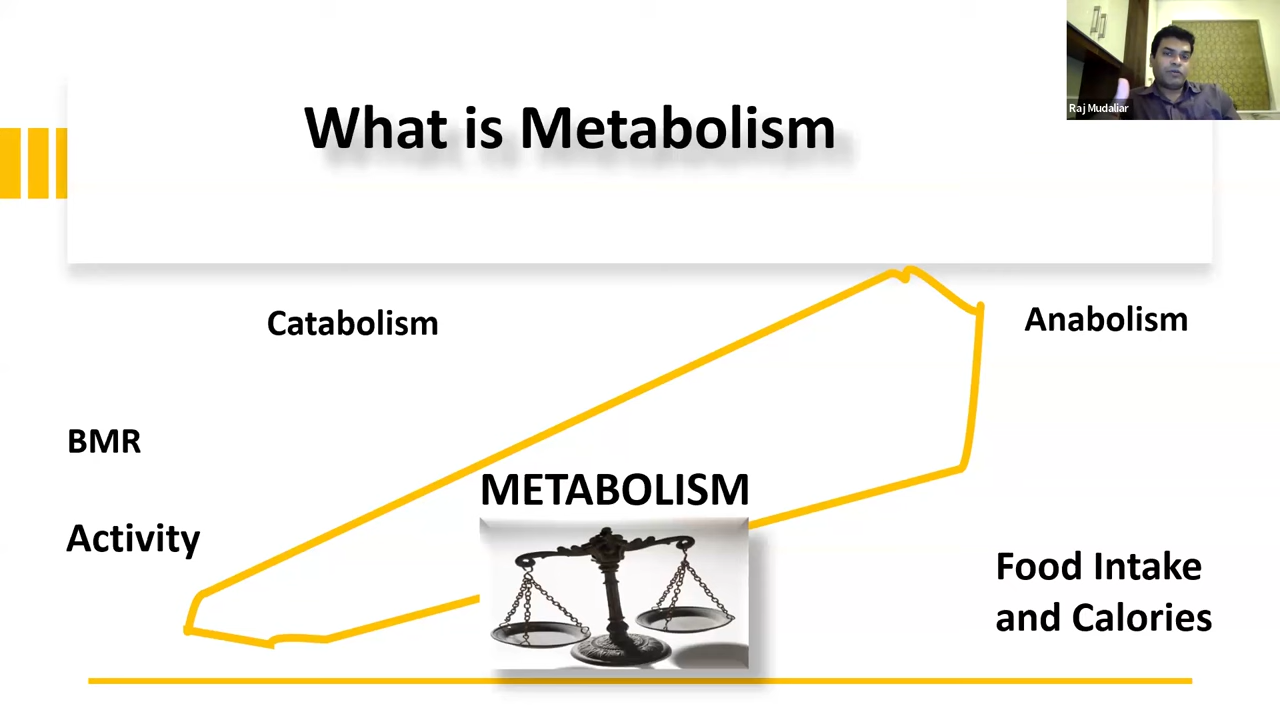 Raj Mudaliar
What is Metabolism
Catabolism
Anabolism
BMR
METABOLISM
Activity
Food Intake
and Calories